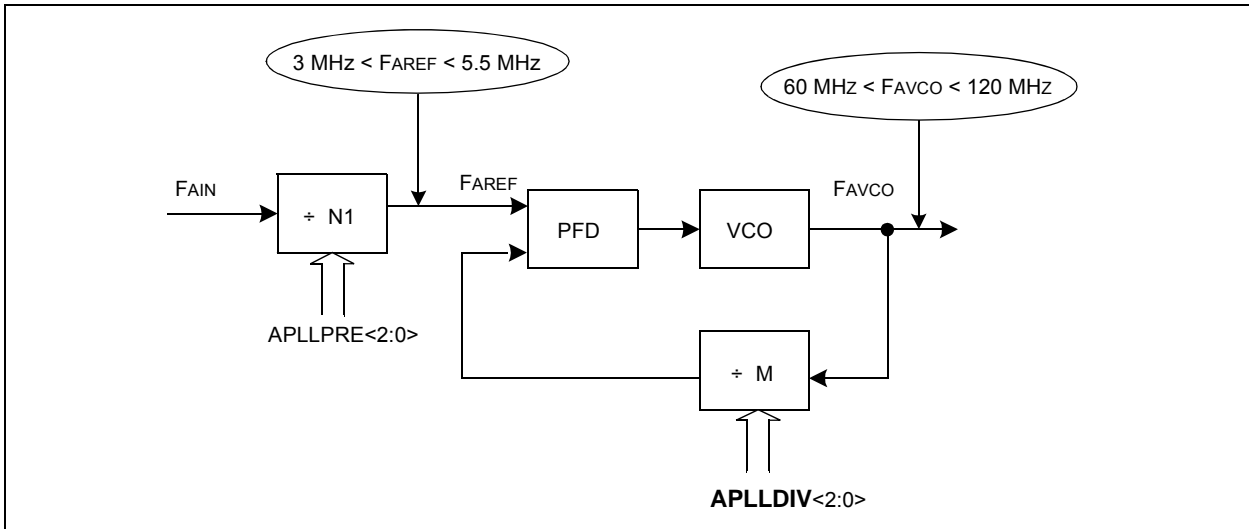 3 MHz < FAREF < 5.5 MHz
60 MHz < FAVCO < 120 MHz
FAIN
FAREF
FAVCO
÷ N1
PFD
VCO
APLLPRE<2:0>
÷ M
APLLDIV<2:0>